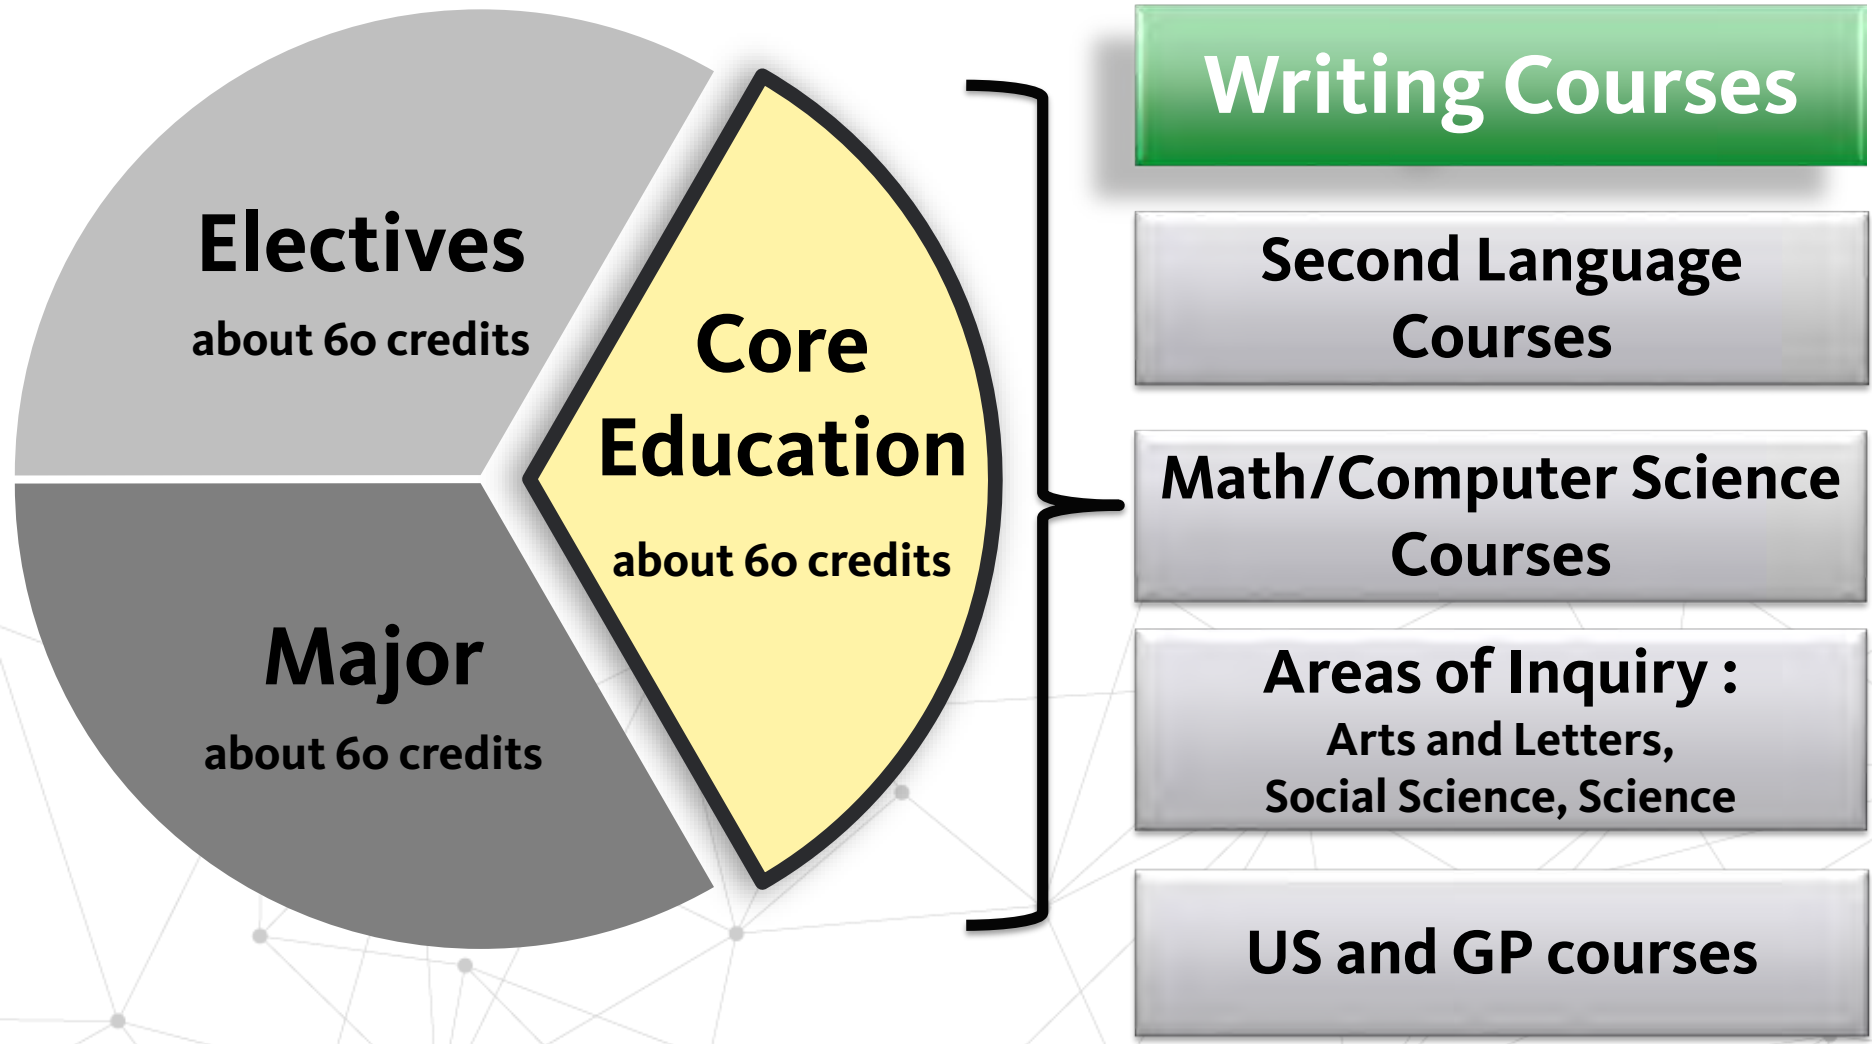 Electives
about 60 credits
Major
about 60 credits
Core
Education
about 60 credits
Writing Courses
Second Language
Courses
Math/Computer Science
Courses
Areas of Inquiry :
Arts and Letters,
Social Science, Science
US and GP courses